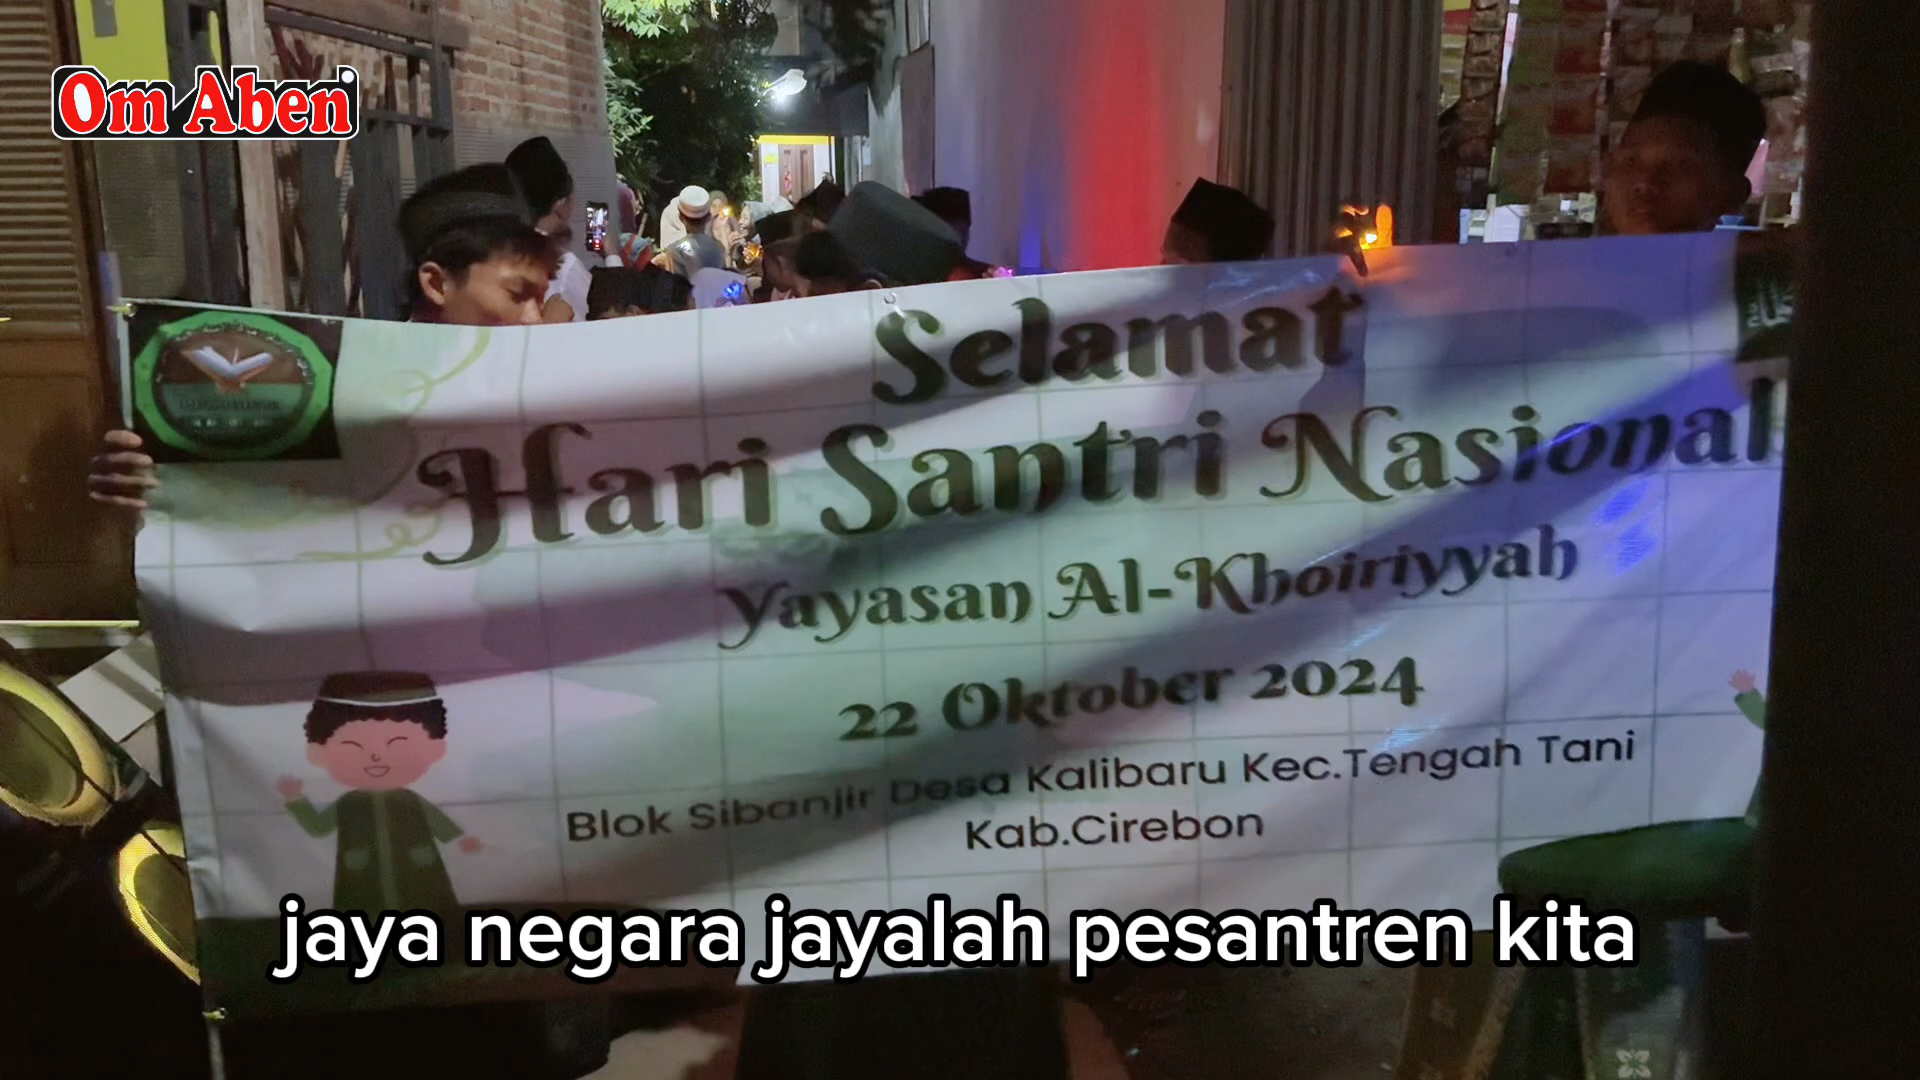 Om Aben
Selamat
Hari Santri Nasional
Yayasan Al-Khoiriyyah
22 Oktober 2024
Blok Sibanjir Desa Kalibaru Kec.Tengah Tani
Kab.Cirebon
jaya negara jayalah pesantren kita